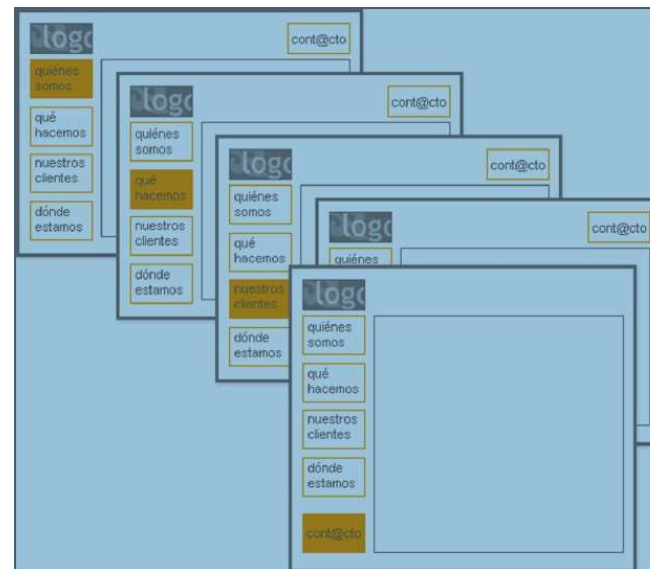 logo
cont@cto
quiénes
somos
qué
hacemos
nuestros
clientes
dónde
estamos
logo
cont@cto
quiénes
somos
qué
hacemos
nuestros
clientes
dónde
estamos
logo
cont@cto
quiénes
somos
qué
hacemos
nuestros
clientes
dónde
estamos
logo
cont@cto
quiénes
logo
quiénes
somos
qué
hacemos
nuestros
clientes
dónde
estamos
cont@cto